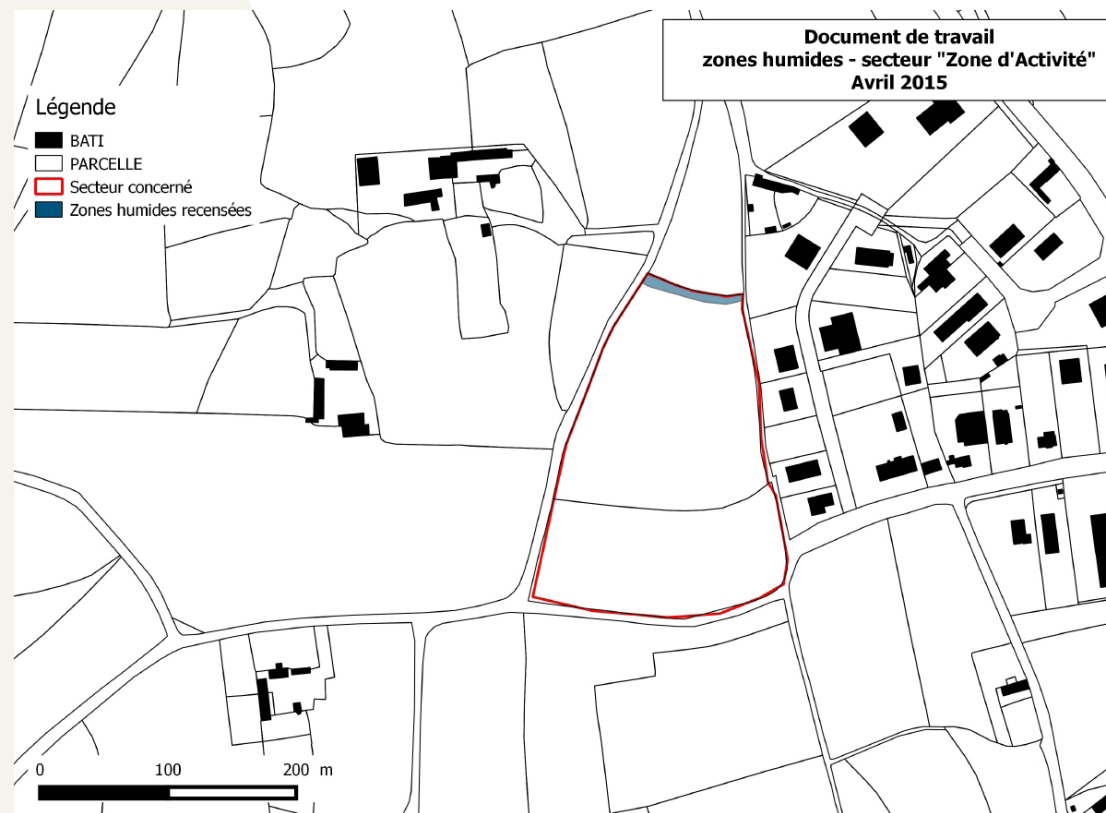 Document de travail
zones humides - secteur "Zone d'Activité"
Avril 2015
Légende
BATI
PARCELLE
Secteur concerné
Zones humides recensées
0 100 200 m